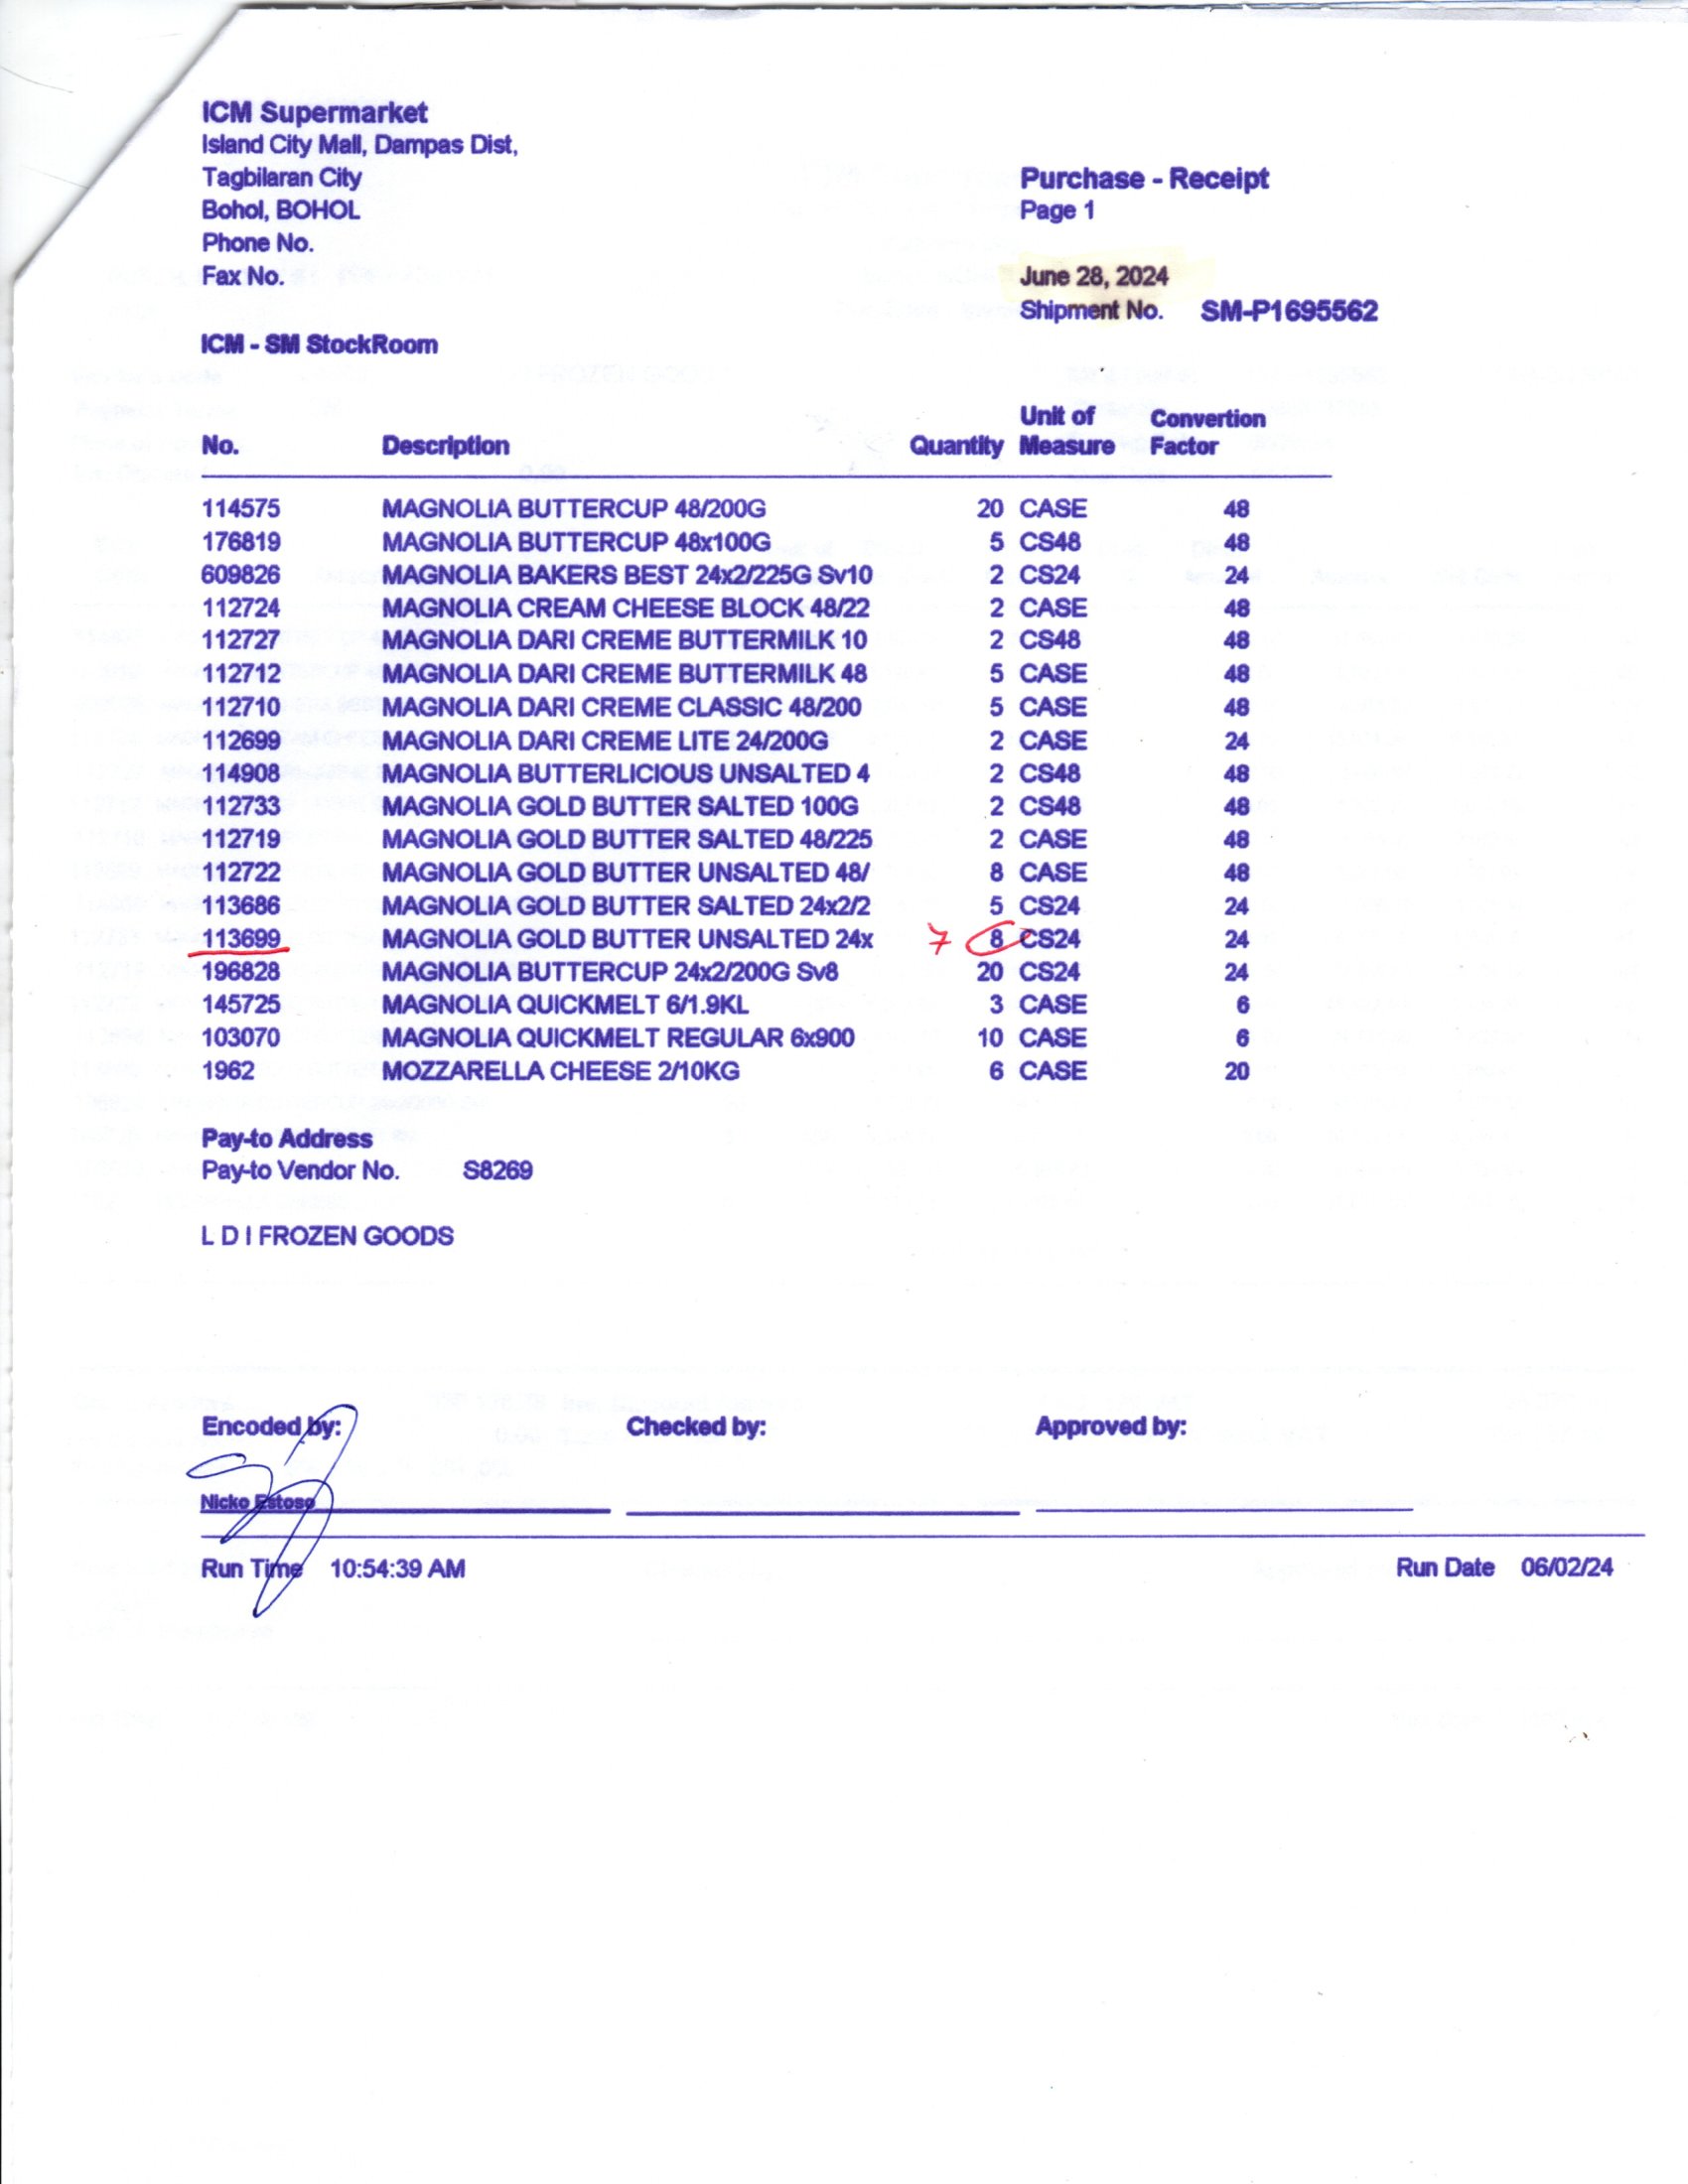 ICM Supermarket
Island City Mall, Dampas Dist,
Tagbilaran City
Bohol, BOHOL
Phone No.
Fax No.
Purchase - Receipt
Page 1
June 28, 2024
Shipment No. SM-P1695562
ICM - SM StockRoom
No. Description Quantity Unit of Measure Convertion Factor
114575 MAGNOLIA BUTTERCUP 48/200G 20 CASE 48
176819 MAGNOLIA BUTTERCUP 48x100G 5 CS48 48
609826 MAGNOLIA BAKERS BEST 24x2/225G Sv10 2 CS24 24
112724 MAGNOLIA CREAM CHEESE BLOCK 48/22 2 CASE 48
112727 MAGNOLIA DARI CREME BUTTERMILK 10 2 CS48 48
112712 MAGNOLIA DARI CREME BUTTERMILK 48 5 CASE 48
112710 MAGNOLIA DARI CREME CLASSIC 48/200 5 CASE 48
112699 MAGNOLIA DARI CREME LITE 24/200G 2 CASE 24
114908 MAGNOLIA BUTTERLICIOUS UNSALTED 4 2 CS48 48
112733 MAGNOLIA GOLD BUTTER SALTED 100G 2 CS48 48
112719 MAGNOLIA GOLD BUTTER SALTED 48/225 2 CASE 48
112722 MAGNOLIA GOLD BUTTER UNSALTED 48/ 8 CASE 48
113686 MAGNOLIA GOLD BUTTER SALTED 24x2/2 5 CS24 24
113699 MAGNOLIA GOLD BUTTER UNSALTED 24x 7 8 CS24 24
196828 MAGNOLIA BUTTERCUP 24x2/200G Sv8 20 CS24 24
145725 MAGNOLIA QUICKMELT 6/1.9KL 3 CASE 6
103070 MAGNOLIA QUICKMELT REGULAR 6x900 10 CASE 6
1962 MOZZARELLA CHEESE 2/10KG 6 CASE 20
Pay-to Address
Pay-to Vendor No. S8269
L D I FROZEN GOODS
Encoded by: Checked by: Approved by:
Nicko Estoso
Run Time 10:54:39 AM Run Date 06/02/24